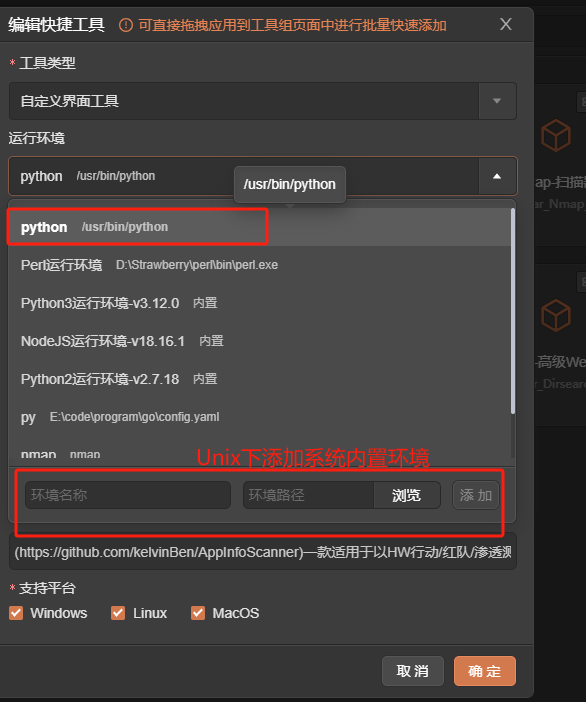 编辑快捷工具 可直接拖拽应用到工具组页面中进行批量快速添加
* 工具类型
自定义界面工具
运行环境
python /usr/bin/python
/usr/bin/python
python /usr/bin/python
Perl运行环境 D:\Strawberry\perl\bin\perl.exe
ap-扫描器
ar_Nmap_
Python3运行环境-v3.12.0 内置
NodeJS运行环境-v18.16.1 内置
Python2运行环境-v2.7.18 内置
-高级We
r_Dirsear
py E:\code\program\go\config.yaml
nmap nmap
Unix下添加系统内置环境
环境名称 环境路径 浏览 添 加
(https://github.com/kelvinBen/AppInfoScanner)一款适用于以HW行动/红队/渗透测
* 支持平台
Windows Linux MacOS
取 消 确 定